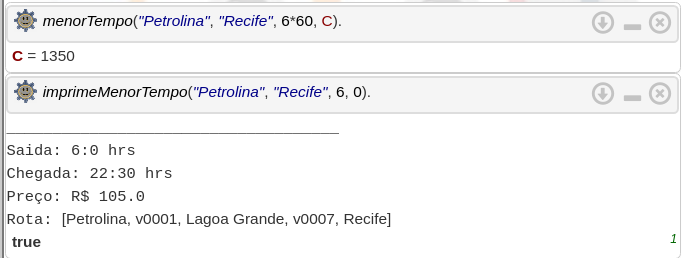 menorTempo("Petrolina", "Recife", 6*60, C).
C = 1350
imprimeMenorTempo("Petrolina", "Recife", 6, 0).
_____________________________________
Saida: 6:0 hrs
Chegada: 22:30 hrs
Preço: R$ 105.0
Rota: [Petrolina, v0001, Lagoa Grande, v0007, Recife]
true
1